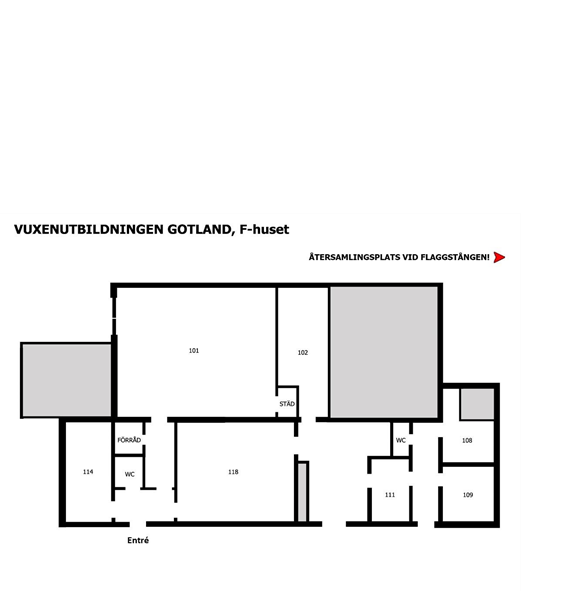 VUXENUTBILDNINGEN GOTLAND, F-huset
ÅTERSAMLINGSPLATS VID FLAGGSTÅNGEN!
101
102
STÄD
FÖRRÅD
WC
108
114
WC
118
111
109
Entré